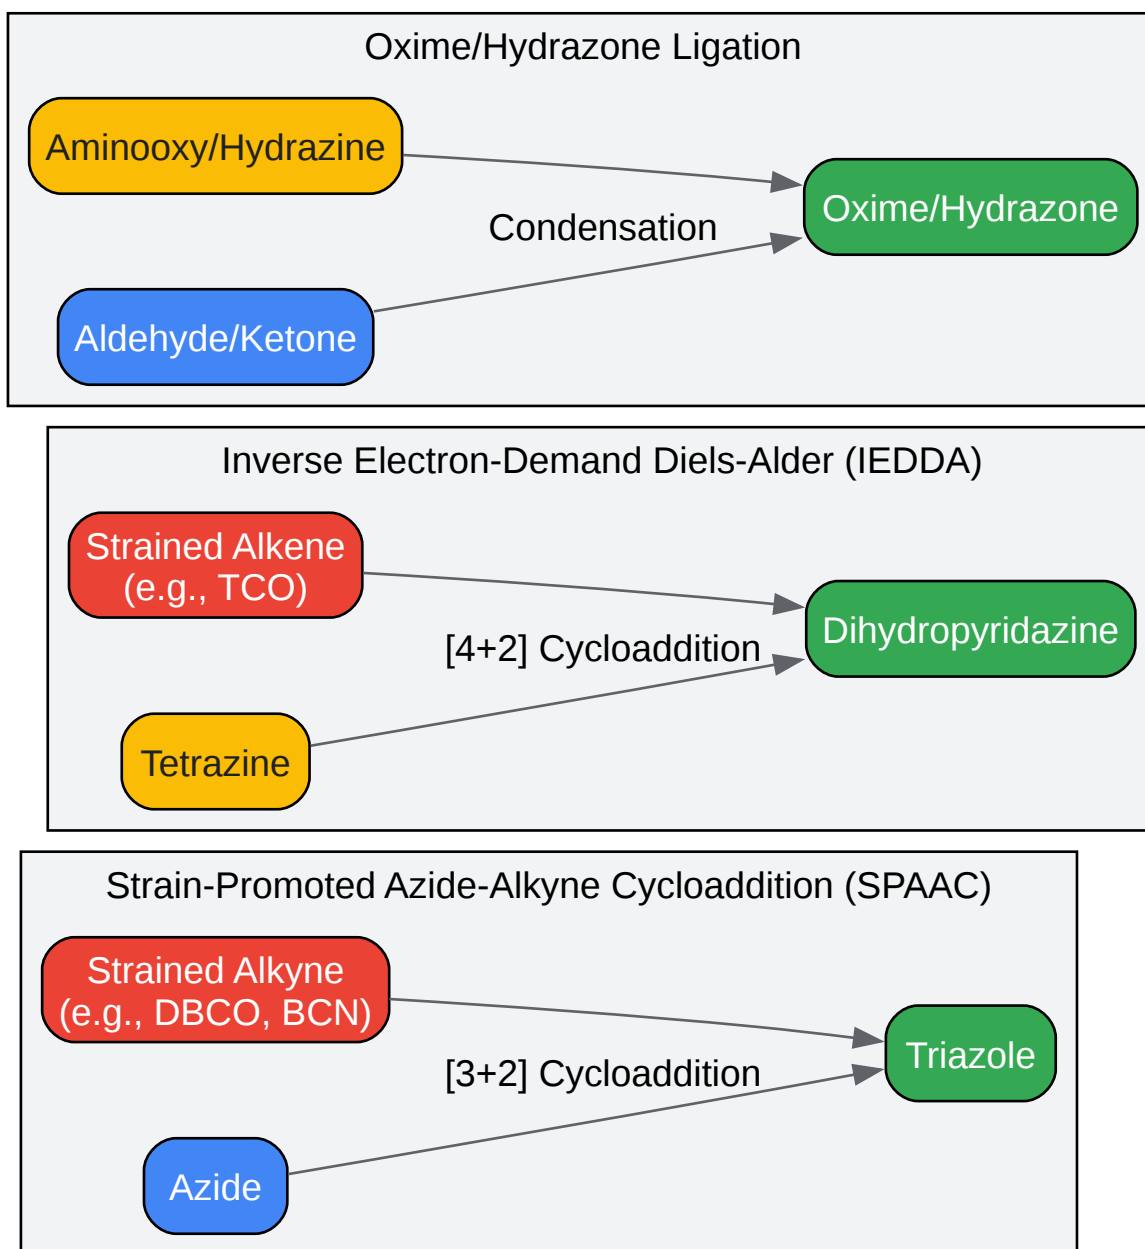 Oxime/Hydrazone Ligation
Aminooxy/Hydrazine
Oxime/Hydrazone
Condensation
Aldehyde/Ketone
Inverse Electron-Demand Diels-Alder (IEDDA)
Strained Alkene
(e.g., TCO)
Dihydropyridazine
[4+2] Cycloaddition
Tetrazine
Strain-Promoted Azide-Alkyne Cycloaddition (SPAAC)
Strained Alkyne
(e.g., DBCO, BCN)
Triazole
[3+2] Cycloaddition
Azide